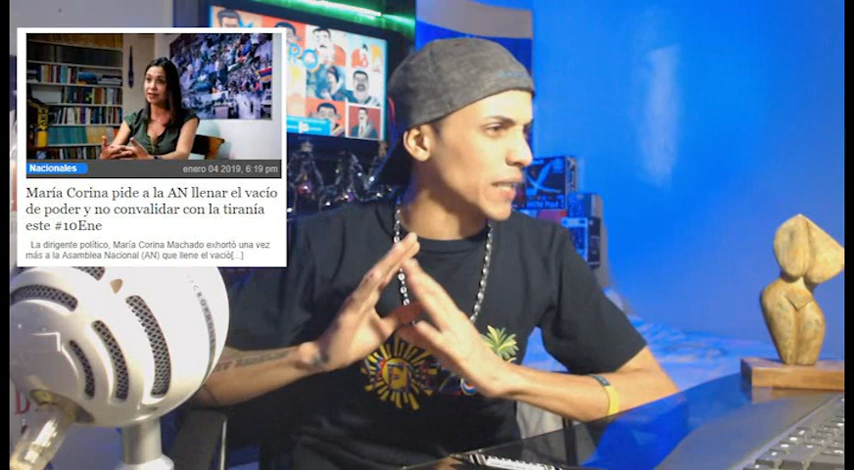 Nacionales
enero 04 2019, 6:19 pm
María Corina pide a la AN llenar el vacío
de poder y no convalidar con la tiranía
este #10Ene
La dirigente político, María Corina Machado exhortó una vez
más a la Asamblea Nacional (AN) que llene el vació[...]